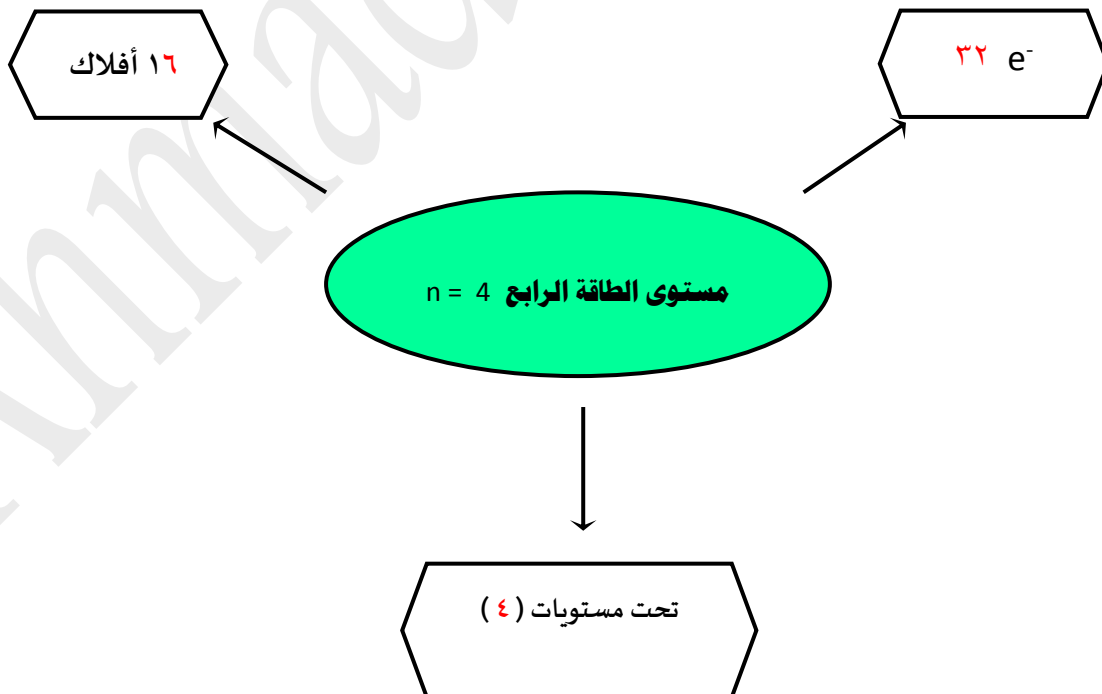 ١٦ أفلاك
٣٢ e-
مستوى الطاقة الرابع n = 4
تحت مستويات ( ٤ )